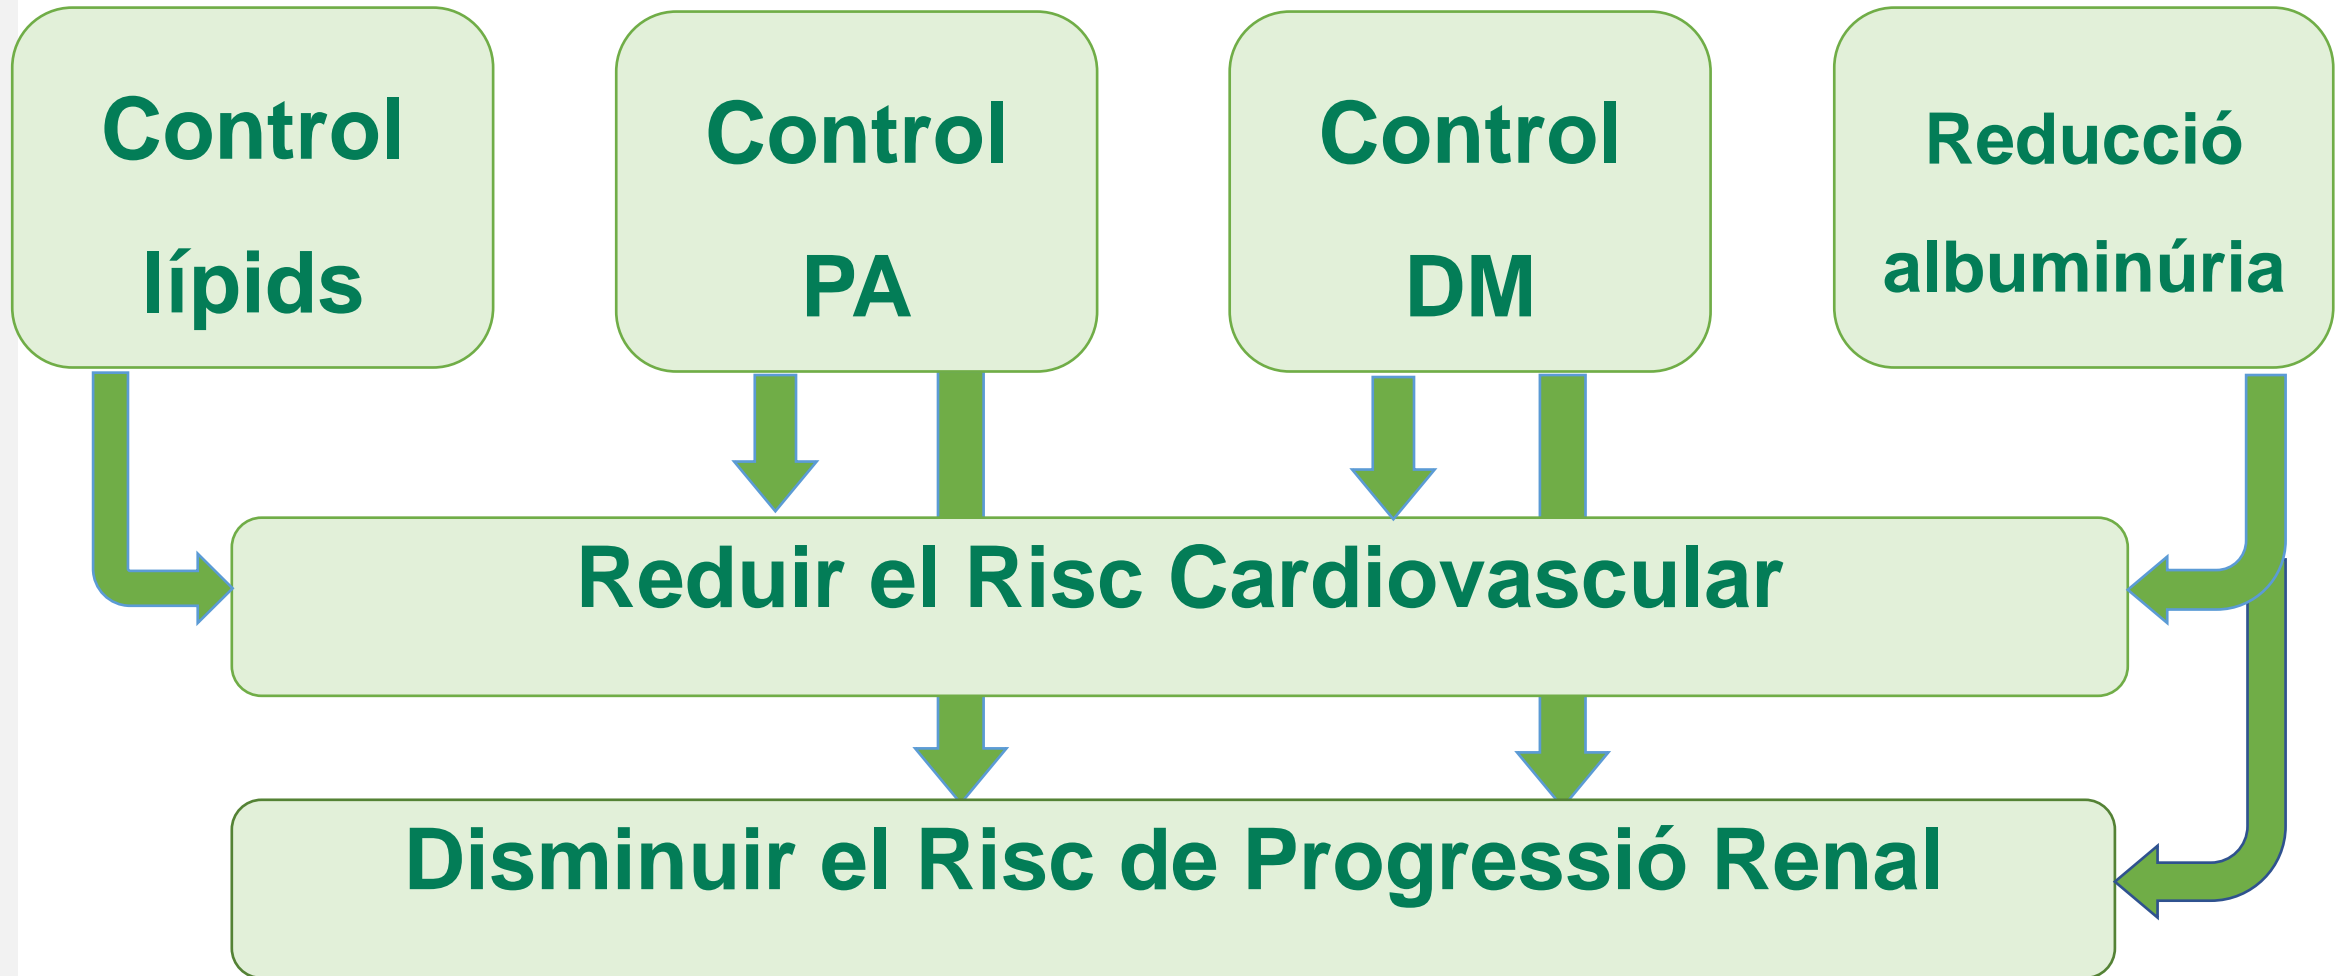 Control
lípids
Control
PA
Control
DM
Reducció
albuminúria
Reduir el Risc Cardiovascular
Disminuir el Risc de Progressió Renal